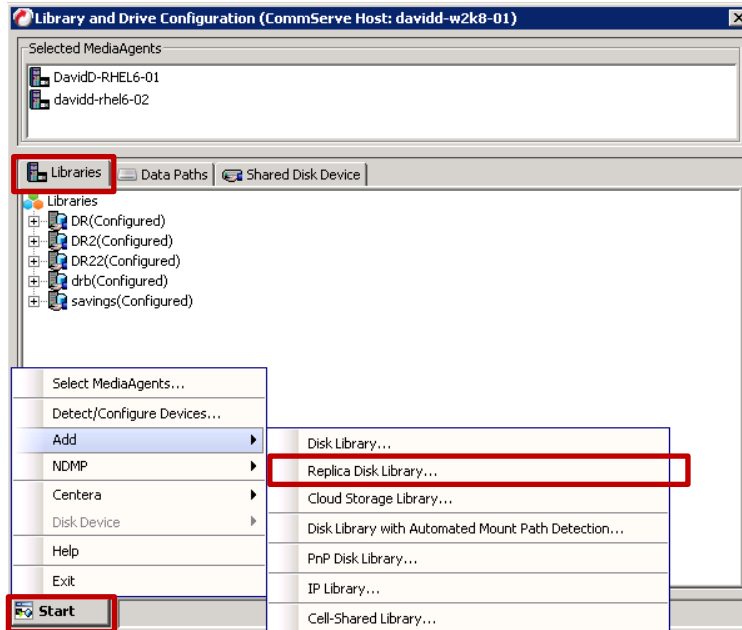 Library and Drive Configuration (CommServe Host: davidd-w2k8-01)
Selected MediaAgents
DavidD-RHEL6-01
davidd-rhel6-02
Libraries Data Paths Shared Disk Device
Libraries
DR(Configured)
DR2(Configured)
DR22(Configured)
drb(Configured)
savings(Configured)
Select MediaAgents...
Detect/Configure Devices...
Add
NDMP
Centera
Disk Device
Help
Exit
Start
Disk Library...
Replica Disk Library...
Cloud Storage Library...
Disk Library with Automated Mount Path Detection...
PnP Disk Library...
IP Library...
Cell-Shared Library...